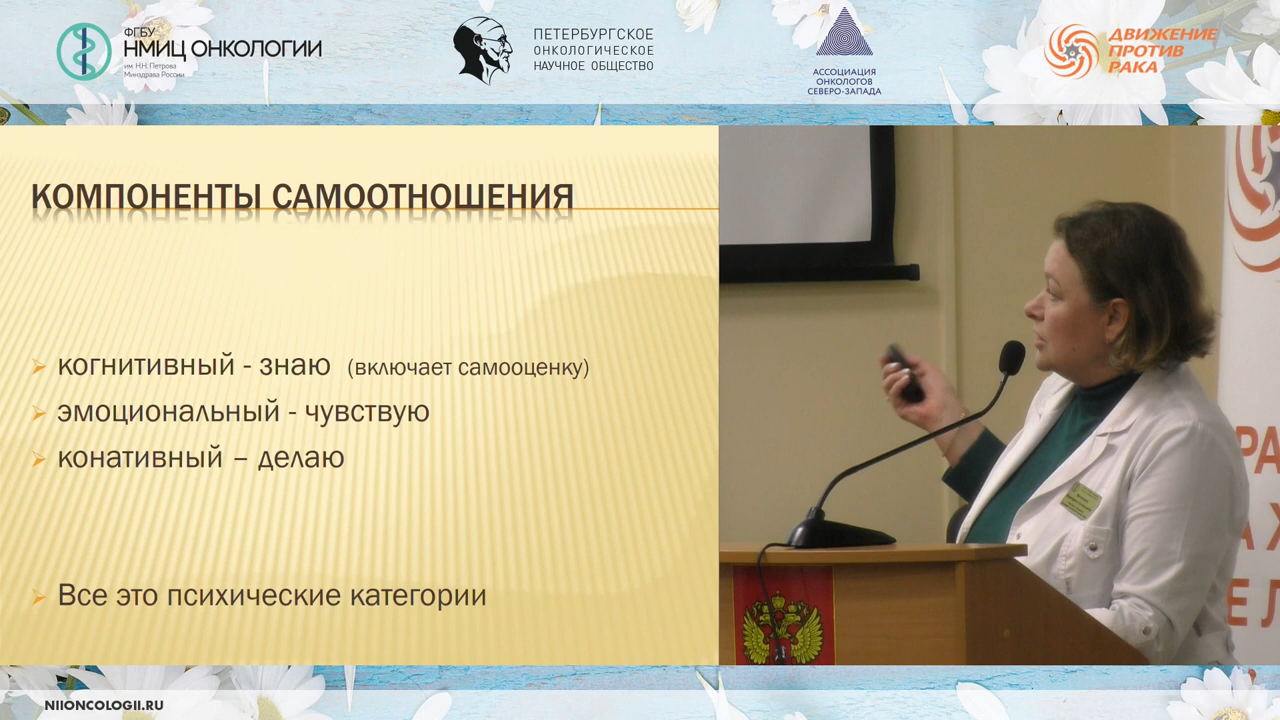 ФГБУ
НМИЦ ОНКОЛОГИИ
им. Н.Н. Петрова
Минздрава России
ПЕТЕРБУРГСКОЕ
ОНКОЛОГИЧЕСКОЕ
НАУЧНОЕ ОБЩЕСТВО
АССОЦИАЦИЯ
ОНКОЛОГОВ
СЕВЕРО-ЗАПАДА
ДВИЖЕНИЕ
ПРОТИВ
РАКА
КОМПОНЕНТЫ САМООТНОШЕНИЯ
когнитивный - знаю (включает самооценку)
эмоциональный - чувствую
конативный – делаю
Все это психические категории
NIIONCOLOGII.RU